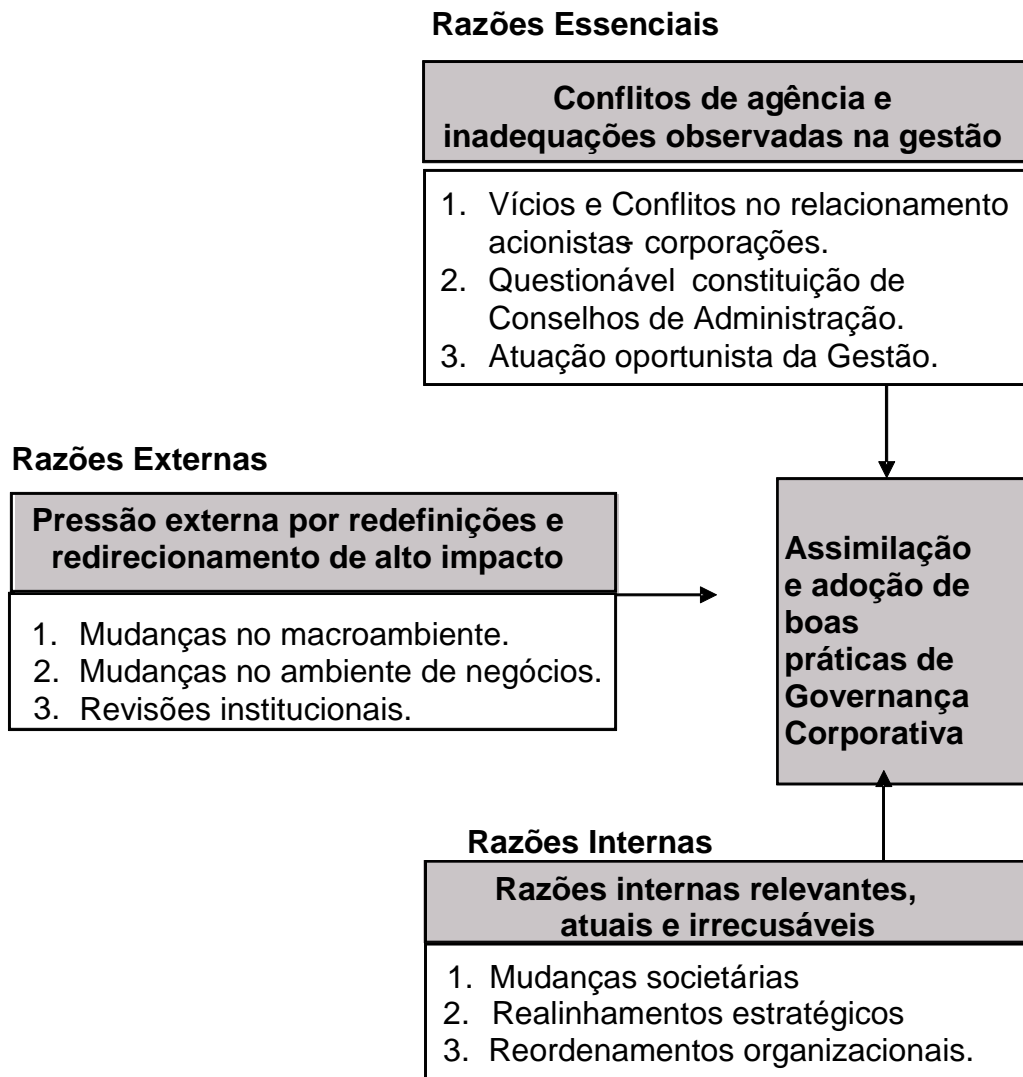 Razões Essenciais
Conflitos de agência e
inadequações observadas na gestão
1. Vícios e Conflitos no relacionamento
acionistas- corporações.
2. Questionável constituição de
Conselhos de Administração.
3. Atuação oportunista da Gestão.
Razões Externas
Pressão externa por redefinições e
redirecionamento de alto impacto
1. Mudanças no macroambiente.
2. Mudanças no ambiente de negócios.
3. Revisões institucionais.
Assimilação
e adoção de
boas
práticas de
Governança
Corporativa
Razões Internas
Razões internas relevantes,
atuais e irrecusáveis
1. Mudanças societárias
2. Realinhamentos estratégicos
3. Reordenamentos organizacionais.